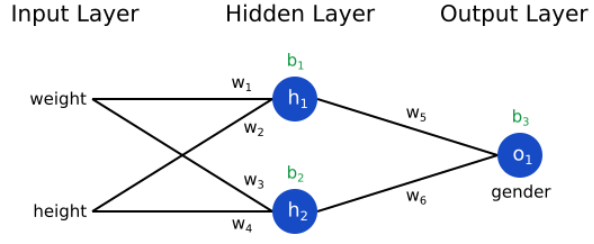 Input Layer Hidden Layer Output Layer
b₁
weight w₁ h₁
w₅
w₂ b₃
o₁
b₂ gender
w₃
w₆
height w₄ h₂